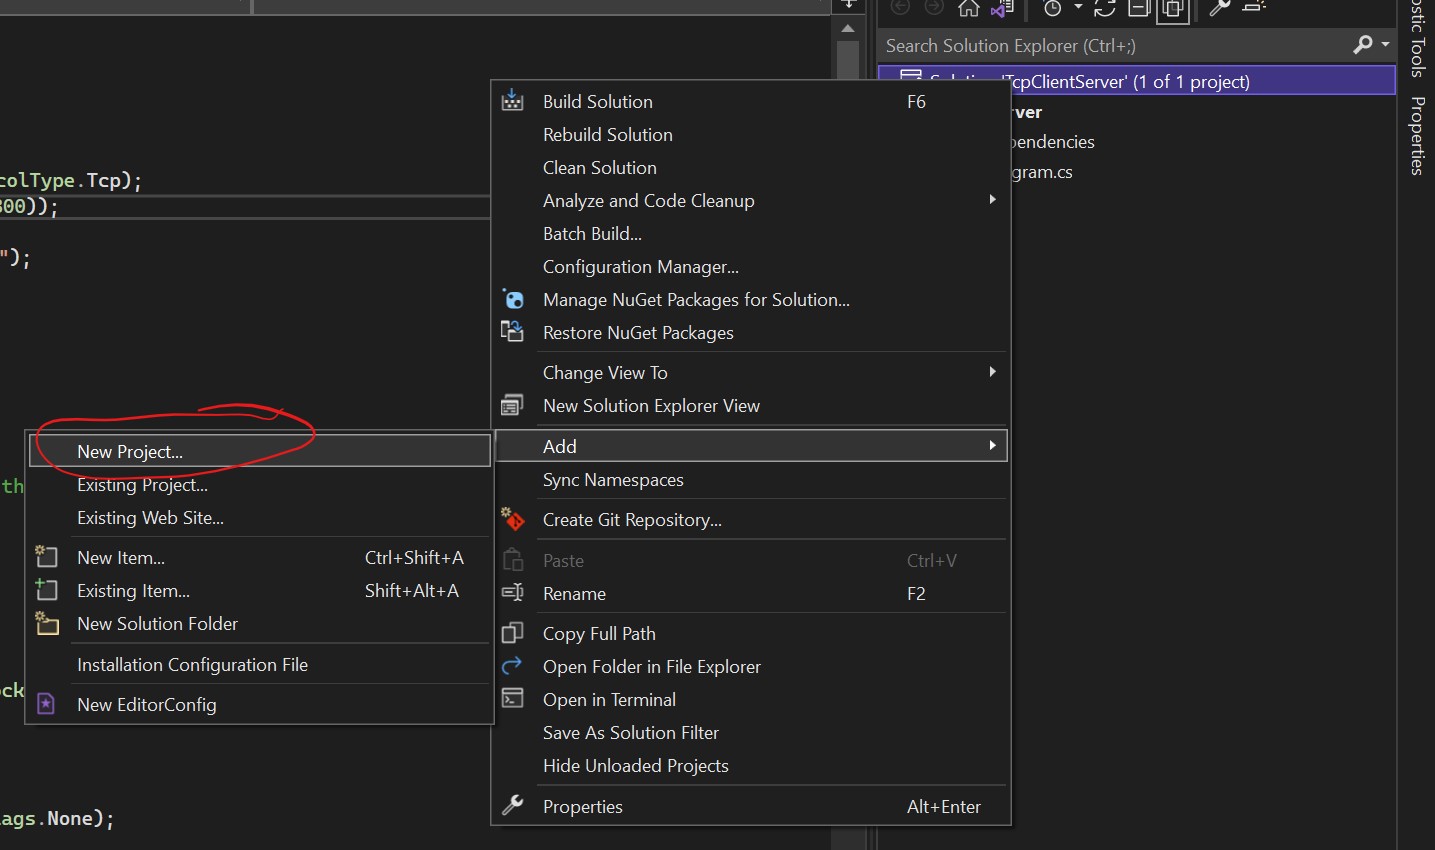 Search Solution Explorer (Ctrl+;)
'TcpClientServer' (1 of 1 project)
colType.Tcp);
300));
");
th
ags.None);
Build Solution F6
Rebuild Solution
Clean Solution
Analyze and Code Cleanup
Batch Build...
Configuration Manager...
Manage NuGet Packages for Solution...
Restore NuGet Packages
Change View To
New Solution Explorer View
Add
Sync Namespaces
Create Git Repository...
Paste Ctrl+V
Rename F2
Copy Full Path
Open Folder in File Explorer
Open in Terminal
Save As Solution Filter
Hide Unloaded Projects
Properties Alt+Enter
New Project...
Existing Project...
Existing Web Site...
New Item... Ctrl+Shift+A
Existing Item... Shift+Alt+A
New Solution Folder
Installation Configuration File
New EditorConfig
rver
pendencies
gram.cs
ostic Tools
Properties